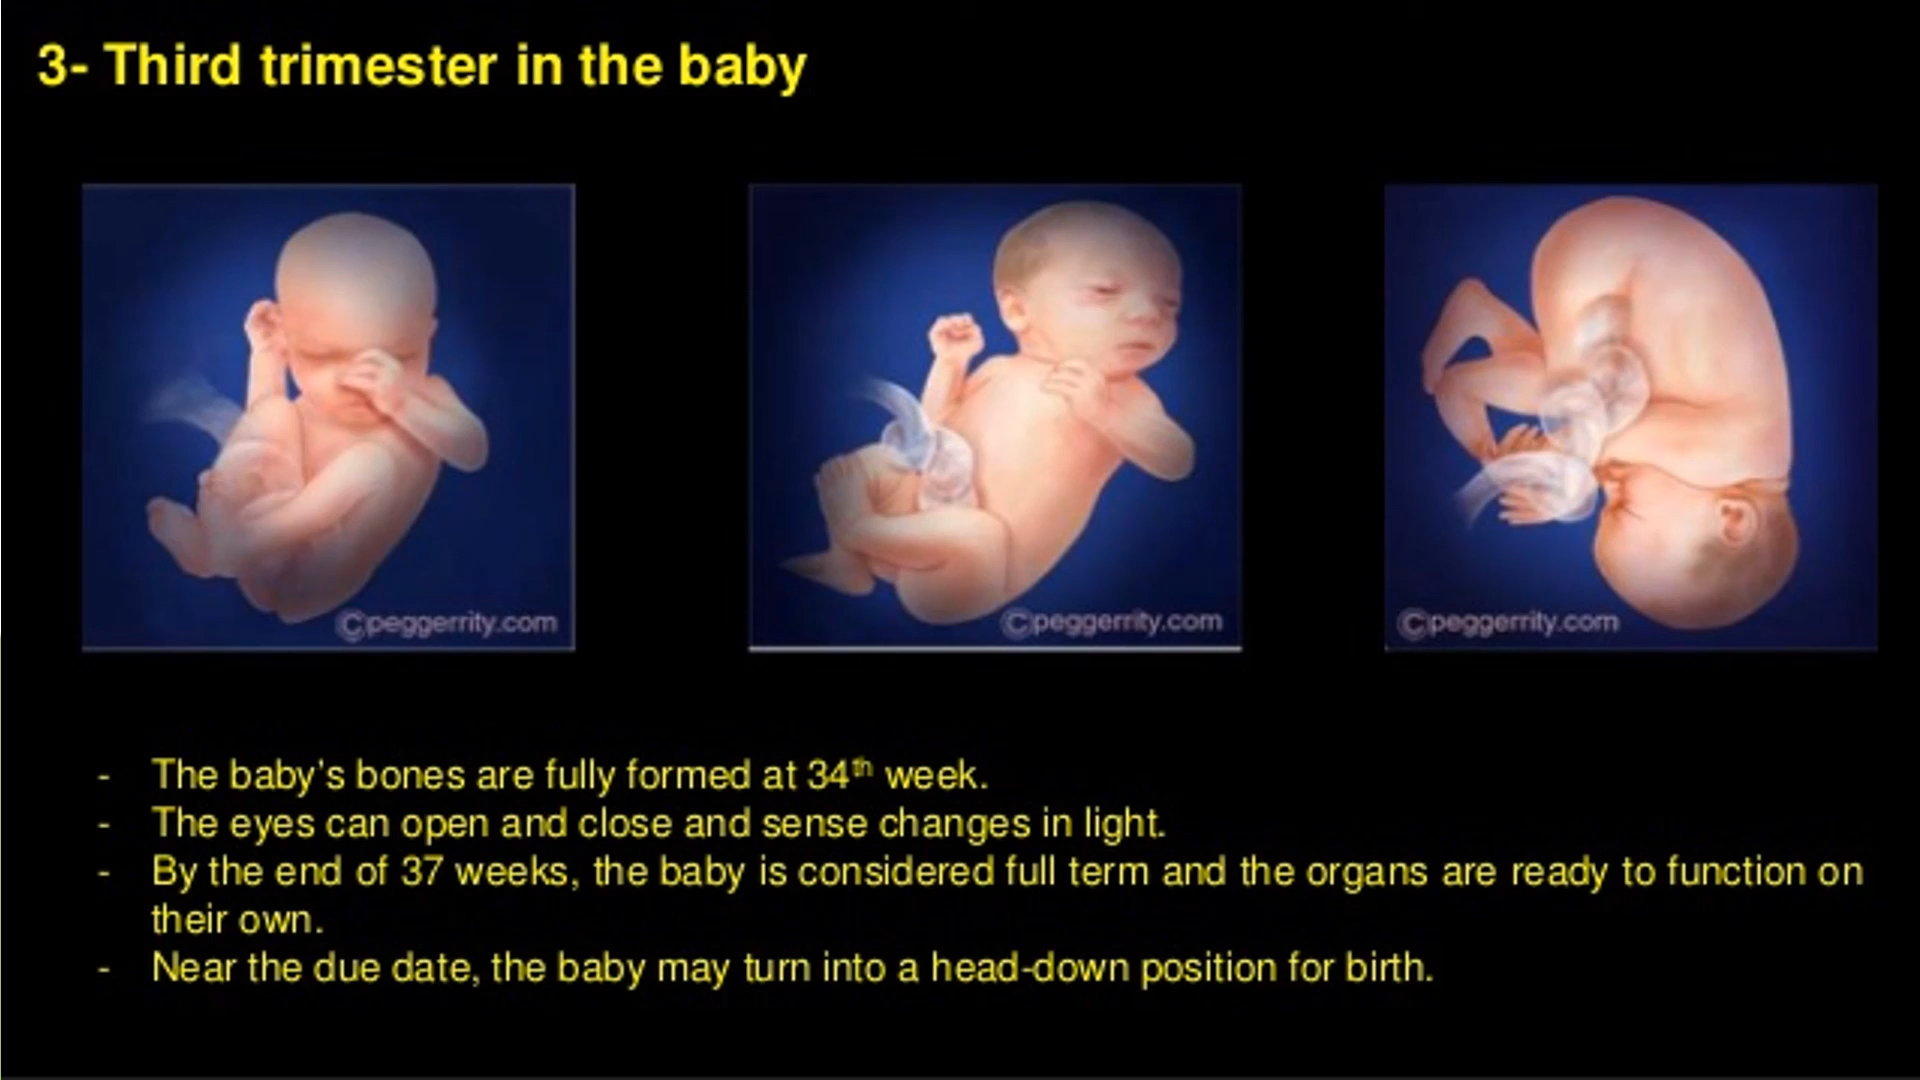 3- Third trimester in the baby
©peggerrity.com
©peggerrity.com
©peggerrity.com
- The baby's bones are fully formed at 34th week.
- The eyes can open and close and sense changes in light.
- By the end of 37 weeks, the baby is considered full term and the organs are ready to function on
their own.
- Near the due date, the baby may turn into a head-down position for birth.